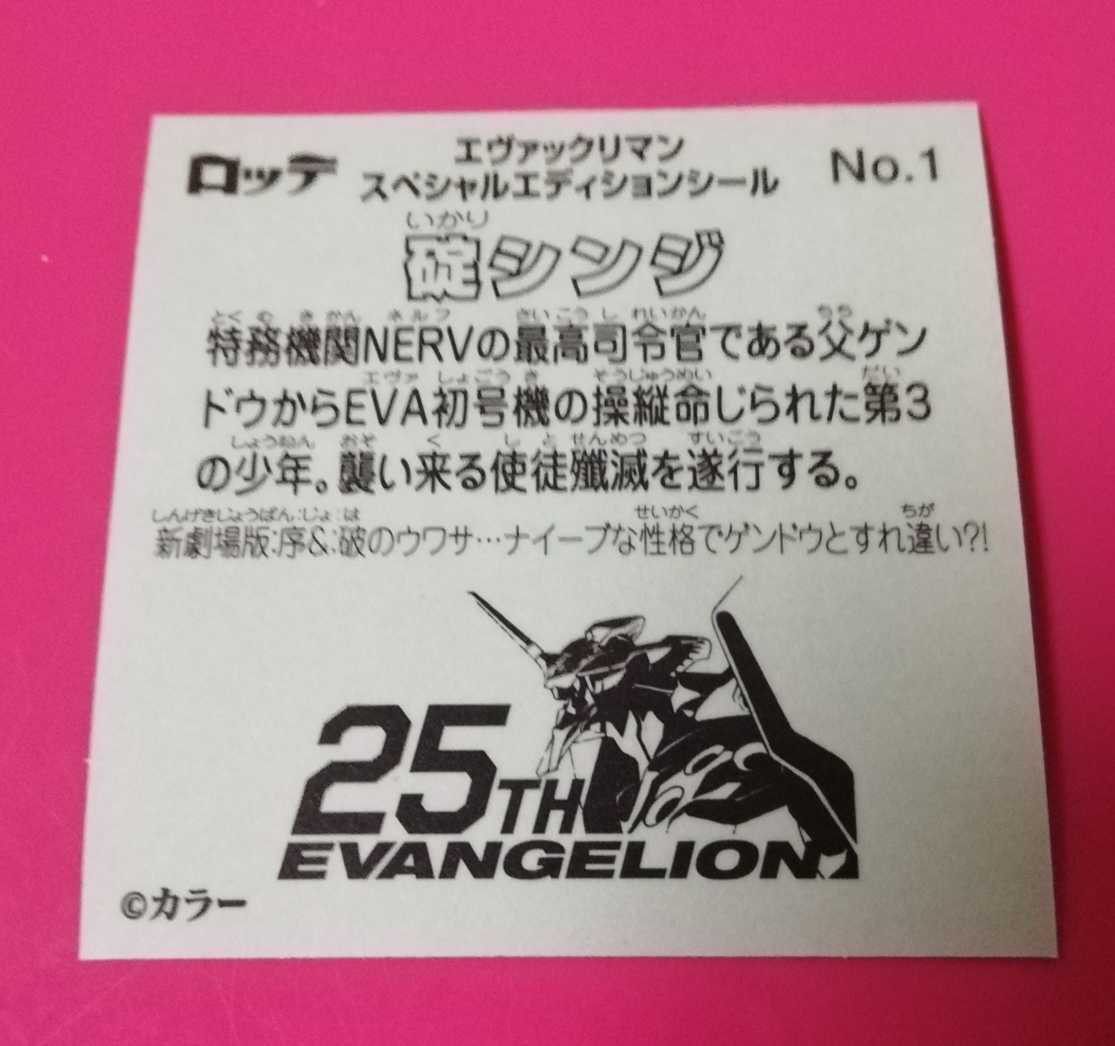 ロッテ
エヴァックリマン
スペシャルエディションシール
No.1
いかり
碇シンジ
とくむきかん ネルフ さいこうしれいかん ちち
特務機関NERVの最高司令官である父ゲン
エヴァ しょごうき そうじゅうめい だい
ドウからEVA初号機の操縦命じられた第3
しょうねん おそ く しと せんめつ すいこう
の少年。襲い来る使徒殲滅を遂行する。
しんげきじょうばん:じょ:は せいかく ちが
新劇場版:序&:破のウワサ…ナイーブな性格でゲンドウとすれ違い?!
25TH
EVANGELION
©カラー